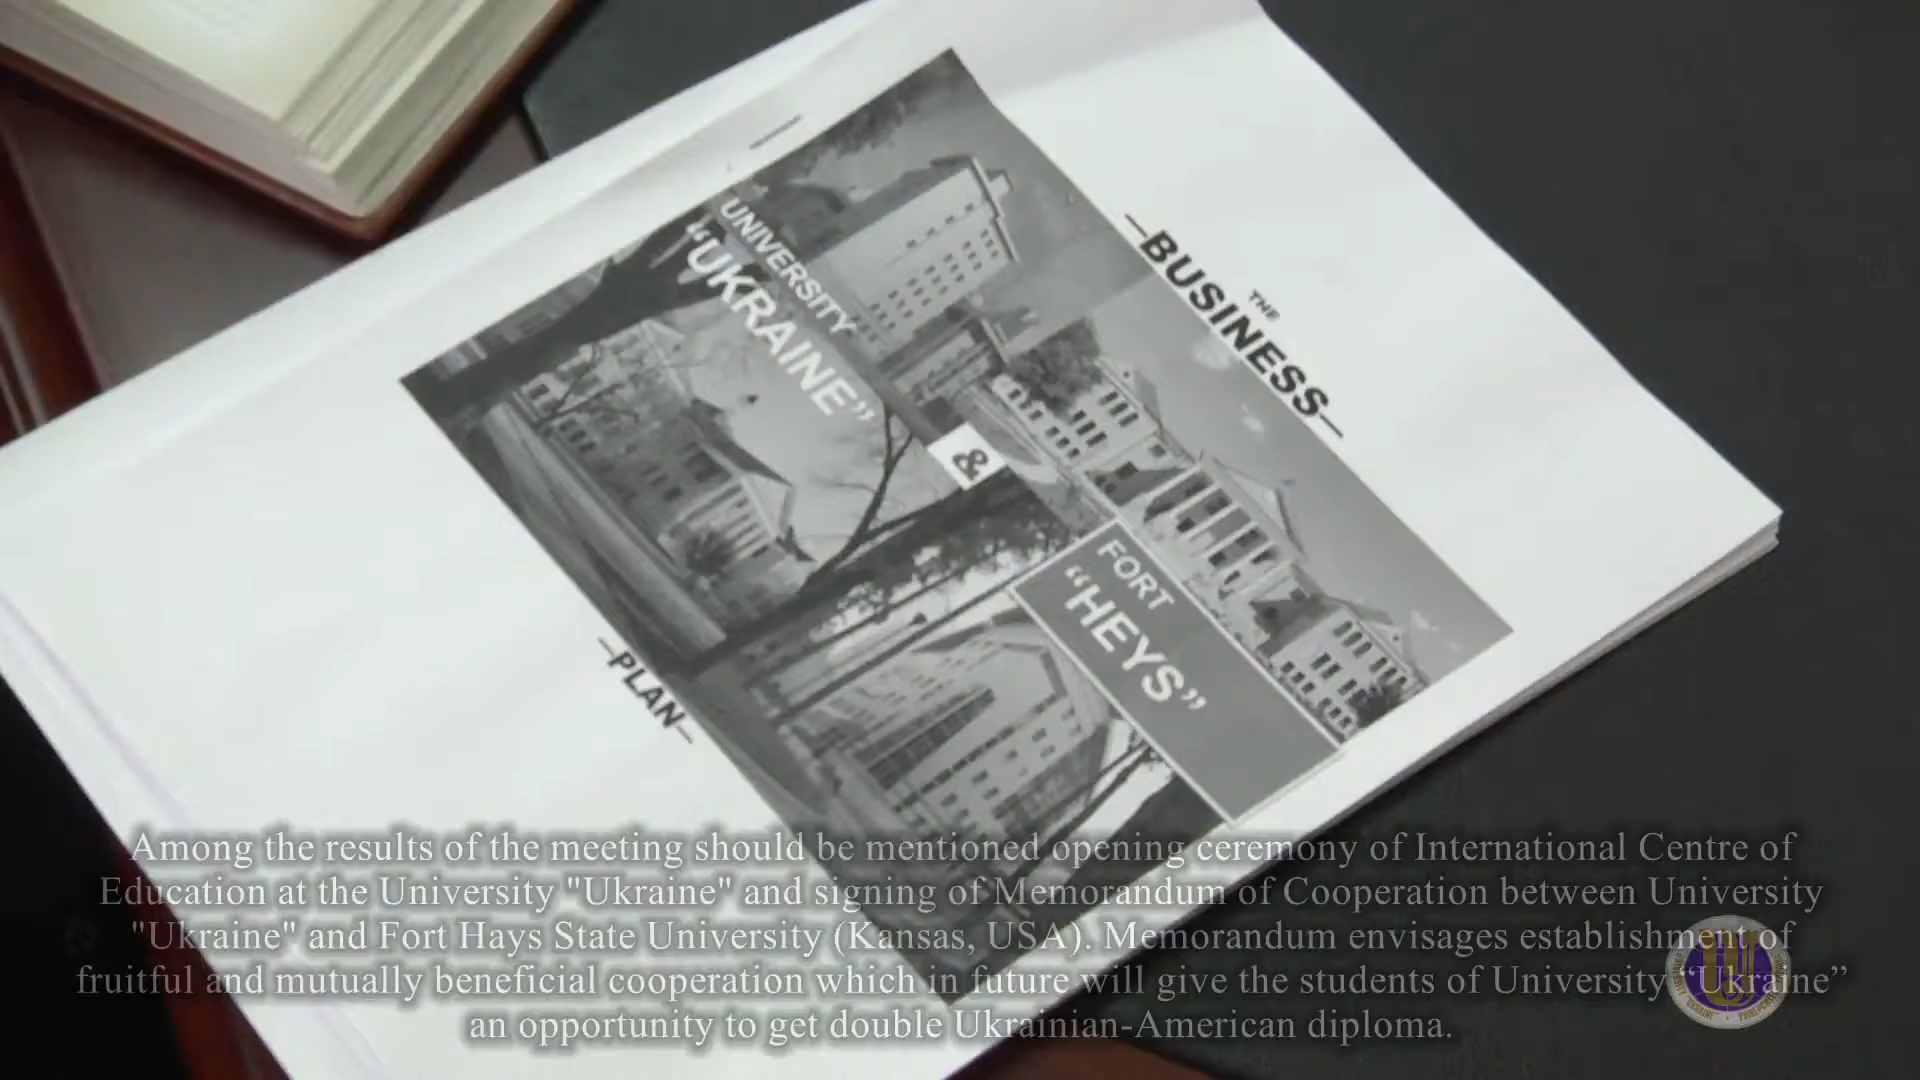 THE
—BUSINESS—
UNIVERSITY
“UKRAINE”
&
FORT
“HEYS”
—PLAN—
Among the results of the meeting should be mentioned opening ceremony of International Centre of
Education at the University "Ukraine" and signing of Memorandum of Cooperation between University
"Ukraine" and Fort Hays State University (Kansas, USA). Memorandum envisages establishment of
fruitful and mutually beneficial cooperation which in future will give the students of University “Ukraine”
an opportunity to get double Ukrainian-American diploma.